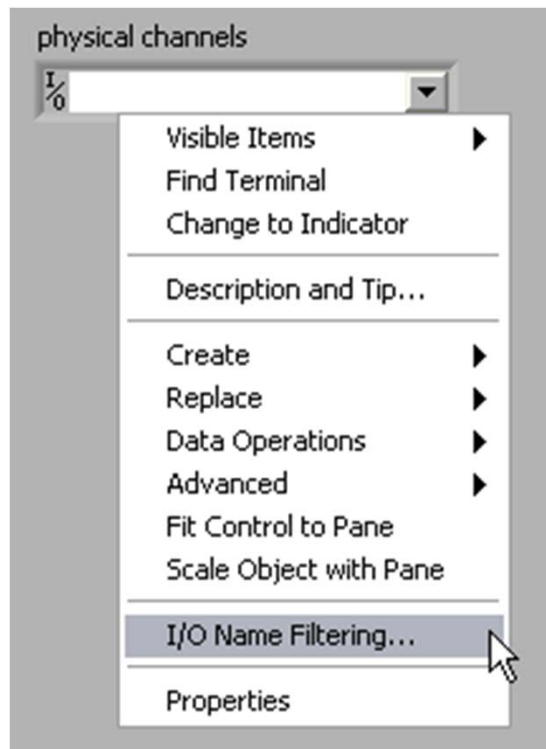 physical channels
I/O
Visible Items
Find Terminal
Change to Indicator
Description and Tip...
Create
Replace
Data Operations
Advanced
Fit Control to Pane
Scale Object with Pane
I/O Name Filtering...
Properties